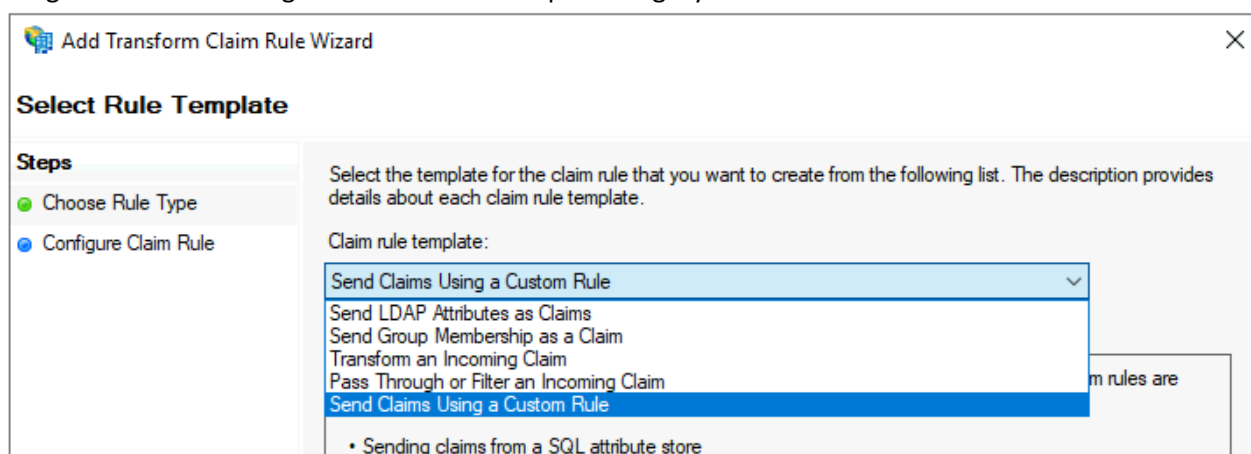 Add Transform Claim Rule Wizard
Select Rule Template
Steps
Choose Rule Type
Configure Claim Rule
Select the template for the claim rule that you want to create from the following list. The description provides
details about each claim rule template.
Claim rule template:
Send Claims Using a Custom Rule
Send LDAP Attributes as Claims
Send Group Membership as a Claim
Transform an Incoming Claim
Pass Through or Filter an Incoming Claim
Send Claims Using a Custom Rule
rules are
• Sending claims from a SQL attribute store